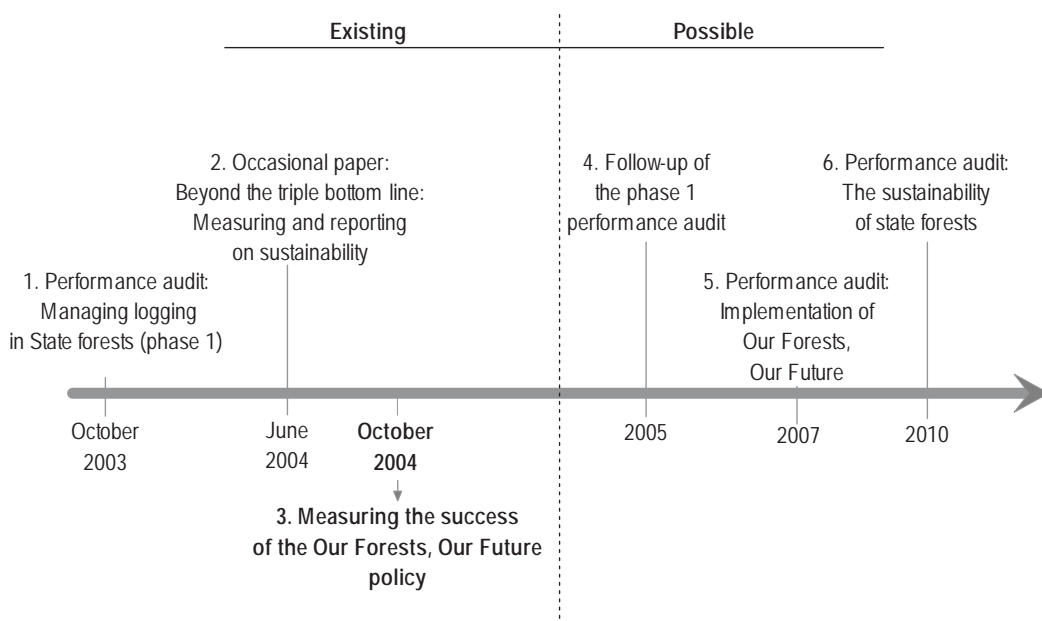 Existing
Possible
2. Occasional paper:
Beyond the triple bottom line:
Measuring and reporting
on sustainability
4. Follow-up of
the phase 1
performance audit
6. Performance audit:
The sustainability
of state forests
1. Performance audit:
Managing logging
in State forests (phase 1)
5. Performance audit:
Implementation of
Our Forests,
Our Future
October
2003
June
2004
October
2004
2005
2007
2010
3. Measuring the success
of the Our Forests, Our Future
policy